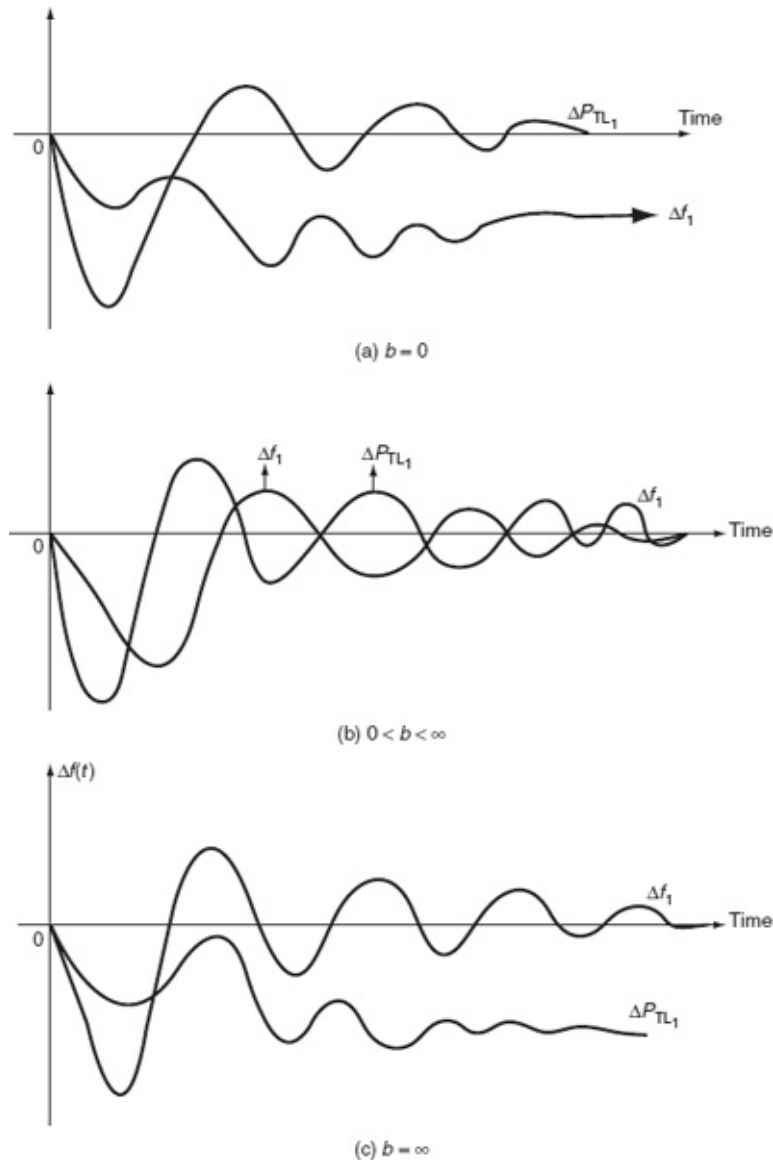 ΔP_TL₁
Time
0
Δf₁
(a) b = 0
Δf₁
ΔP_TL₁
Δf₁
0
Time
(b) 0 < b < ∞
Δf(t)
Δf₁
0
Time
ΔP_TL₁
(c) b = ∞